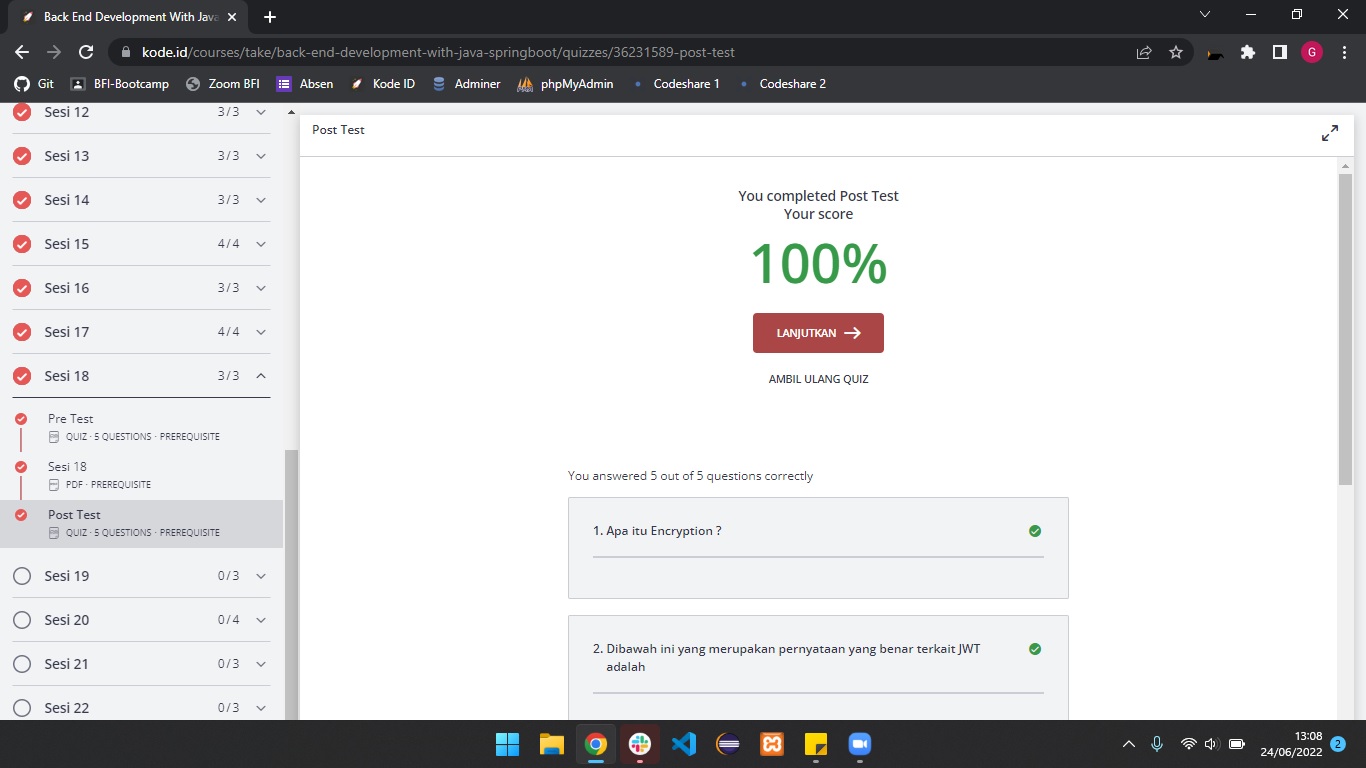 Back End Development With Java
kode.id/courses/take/back-end-development-with-java-springboot/quizzes/36231589-post-test
G
Git
BFI-Bootcamp
Zoom BFI
Absen
Kode ID
Adminer
phpMyAdmin
Codeshare 1
Codeshare 2
Sesi 12 3/3
Sesi 13 3/3
Sesi 14 3/3
Sesi 15 4/4
Sesi 16 3/3
Sesi 17 4/4
Sesi 18 3/3
Pre Test
QUIZ · 5 QUESTIONS · PREREQUISITE
Sesi 18
PDF · PREREQUISITE
Post Test
QUIZ · 5 QUESTIONS · PREREQUISITE
Sesi 19 0/3
Sesi 20 0/4
Sesi 21 0/3
Sesi 22 0/3
Post Test
You completed Post Test
Your score
100%
LANJUTKAN
AMBIL ULANG QUIZ
You answered 5 out of 5 questions correctly
1. Apa itu Encryption ?
2. Dibawah ini yang merupakan pernyataan yang benar terkait JWT
adalah
13:08
24/06/2022
2